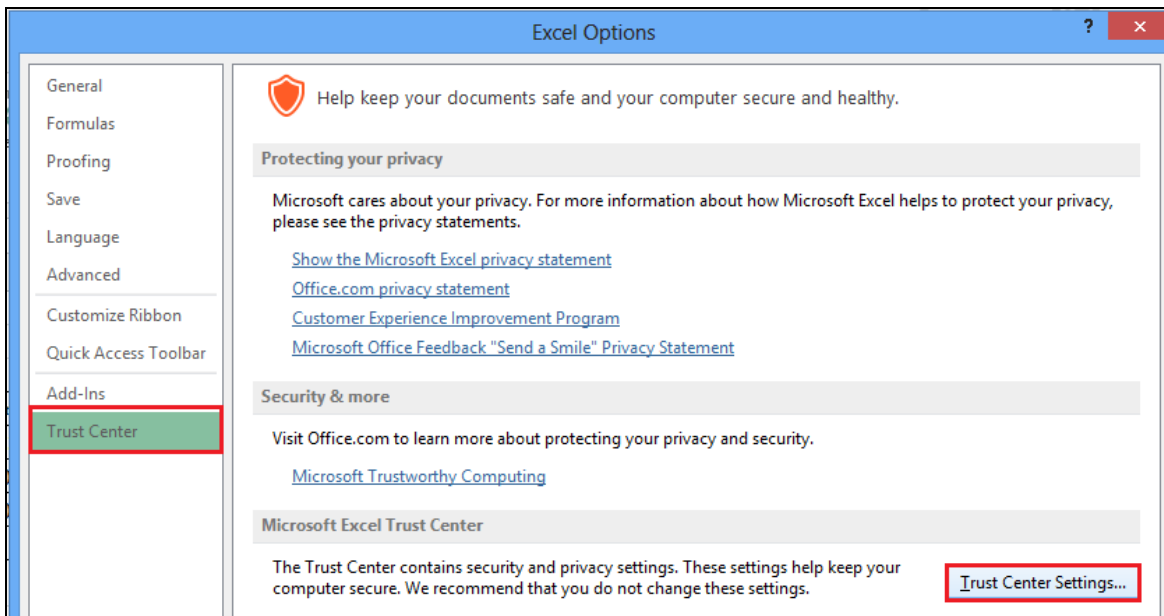 Excel Options
?
General
Formulas
Proofing
Save
Language
Advanced
Customize Ribbon
Quick Access Toolbar
Add-Ins
Trust Center
Help keep your documents safe and your computer secure and healthy.
Protecting your privacy
Microsoft cares about your privacy. For more information about how Microsoft Excel helps to protect your privacy,
please see the privacy statements.
Show the Microsoft Excel privacy statement
Office.com privacy statement
Customer Experience Improvement Program
Microsoft Office Feedback "Send a Smile" Privacy Statement
Security & more
Visit Office.com to learn more about protecting your privacy and security.
Microsoft Trustworthy Computing
Microsoft Excel Trust Center
The Trust Center contains security and privacy settings. These settings help keep your
computer secure. We recommend that you do not change these settings.
Trust Center Settings...